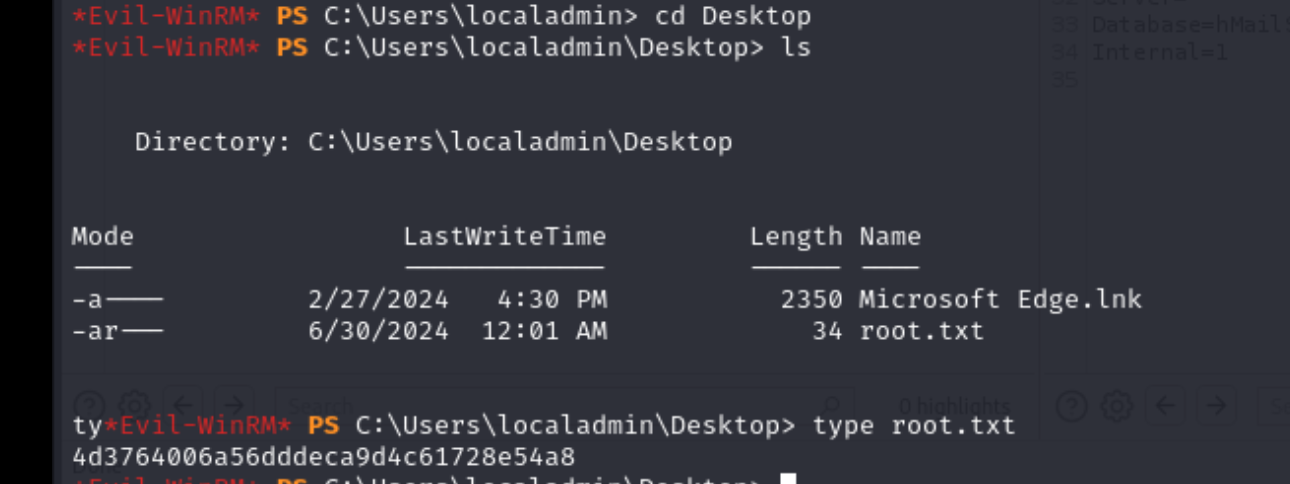 *Evil-WinRM* PS C:\Users\localadmin> cd Desktop
*Evil-WinRM* PS C:\Users\localadmin\Desktop> ls
33 Database=hMailS
34 Internal=1
35
Directory: C:\Users\localadmin\Desktop
Mode LastWriteTime Length Name
---- ------------- ------ ----
-a---- 2/27/2024 4:30 PM 2350 Microsoft Edge.lnk
-ar--- 6/30/2024 12:01 AM 34 root.txt
Search 0 highlights
ty*Evil-WinRM* PS C:\Users\localadmin\Desktop> type root.txt
4d3764006a56dddeca9d4c61728e54a8
*Evil-WinRM* PS C:\Users\localadmin\Desktop>